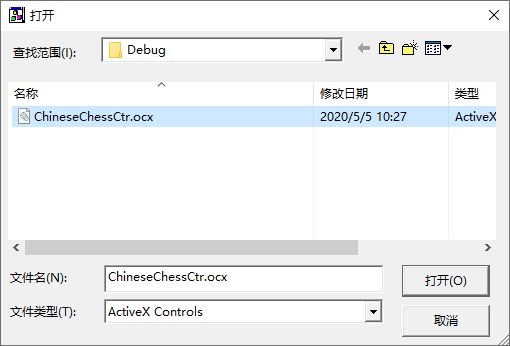 打开
查找范围(I):
Debug
名称
修改日期
类型
ChineseChessCtr.ocx
2020/5/5 10:27
ActiveX
文件名(N):
ChineseChessCtr.ocx
打开(O)
文件类型(T):
ActiveX Controls
取消